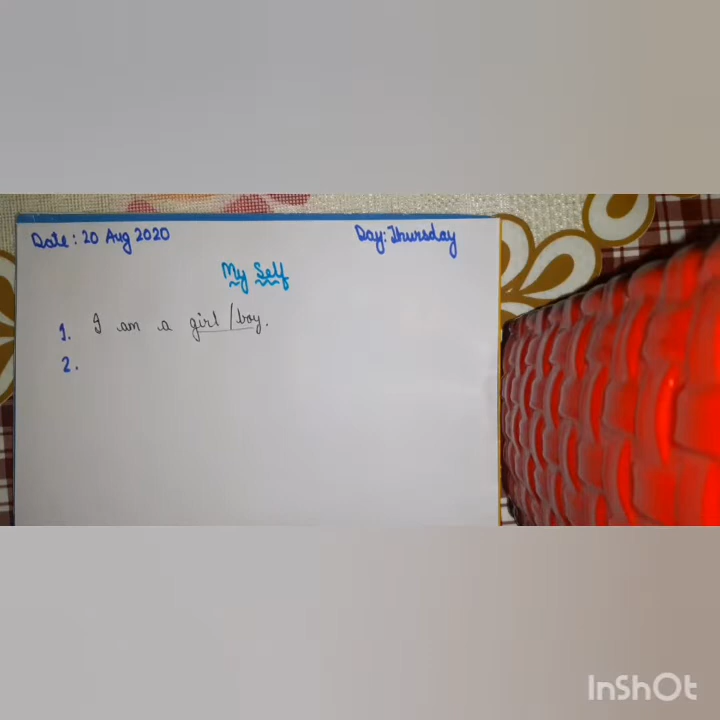 Date: 20 Aug 2020 Day: Thursday
My Self
1. I am a girl/boy.
2.
InShOt